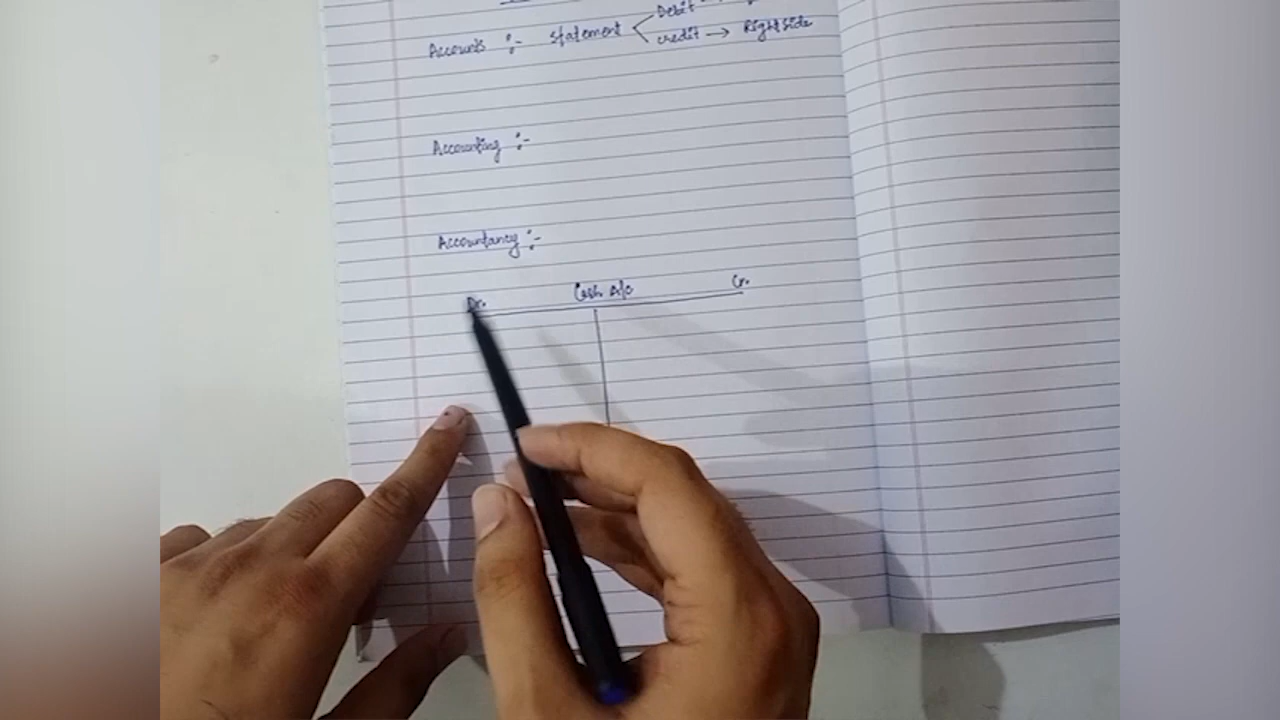 Debit
Accounts :- Statement
credit → Right side
Accounting :-
Accountancy :-
Dr. Cash A/c Cr.